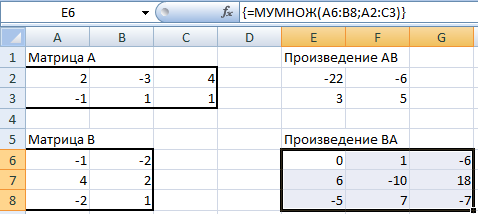 E6 fx {=МУМНОЖ(A6:B8;A2:C3)}
A B C D E F G
1 Матрица А Произведение АВ
2 2 -3 4 -22 -6
3 -1 1 1 3 5
4
5 Матрица В Произведение ВА
6 -1 -2 0 1 -6
7 4 2 6 -10 18
8 -2 1 -5 7 -7